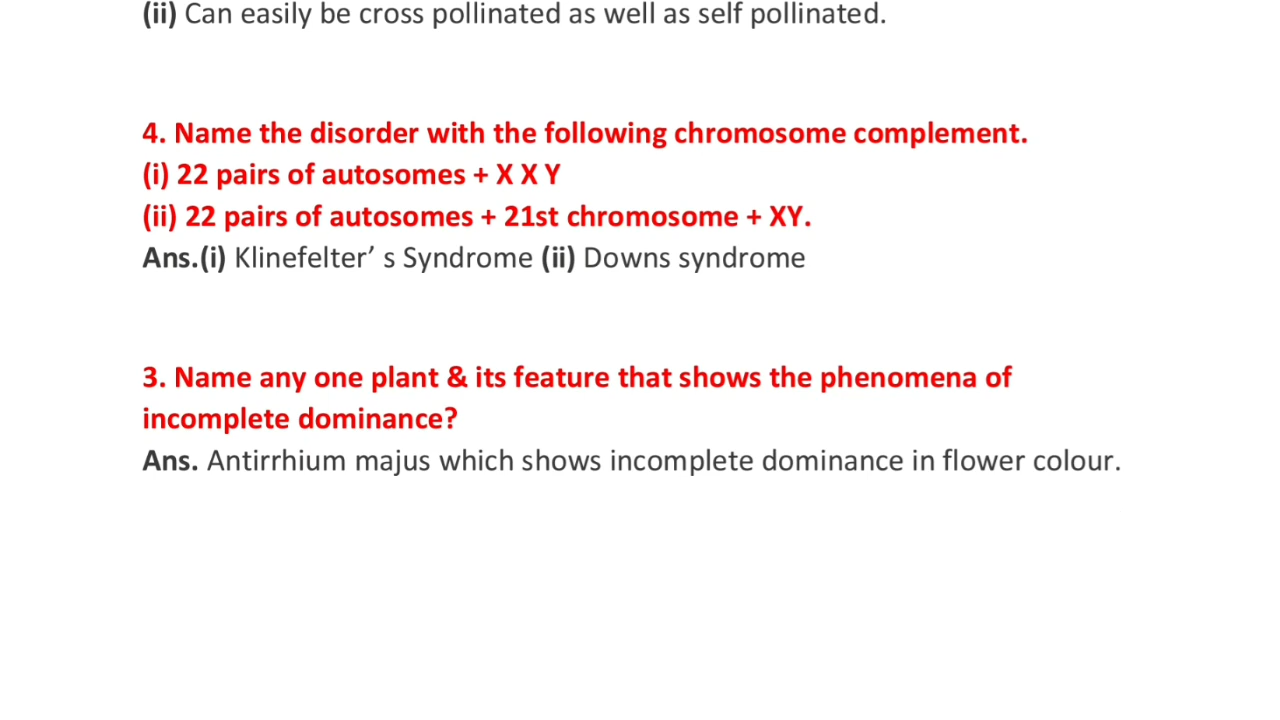 (ii) Can easily be cross pollinated as well as self pollinated.
4. Name the disorder with the following chromosome complement.
(i) 22 pairs of autosomes + X X Y
(ii) 22 pairs of autosomes + 21st chromosome + XY.
Ans.(i) Klinefelter’ s Syndrome (ii) Downs syndrome
3. Name any one plant & its feature that shows the phenomena of
incomplete dominance?
Ans. Antirrhium majus which shows incomplete dominance in flower colour.